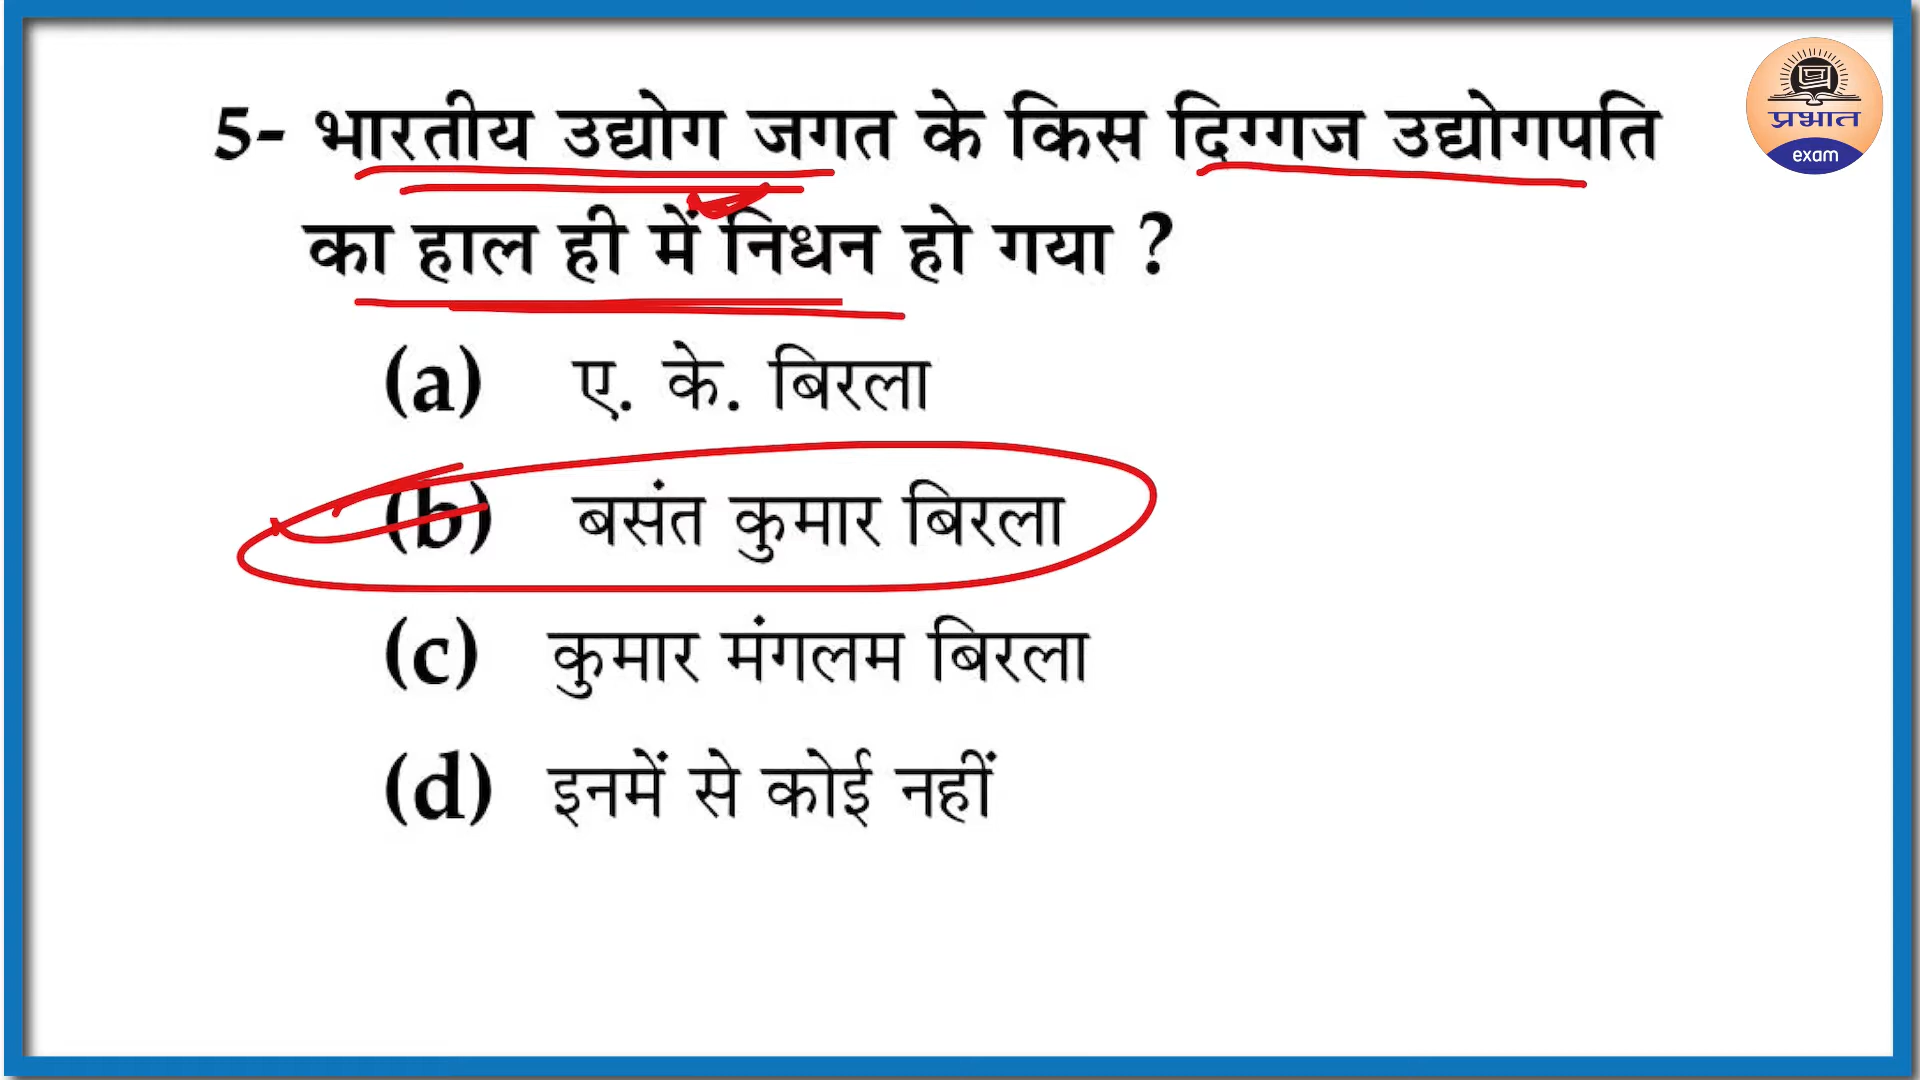 5- भारतीय उद्योग जगत के किस दिग्गज उद्योगपति
का हाल ही में निधन हो गया ?
(a) ए. के. बिरला
(b) बसंत कुमार बिरला
(c) कुमार मंगलम बिरला
(d) इनमें से कोई नहीं
प्रभात
exam